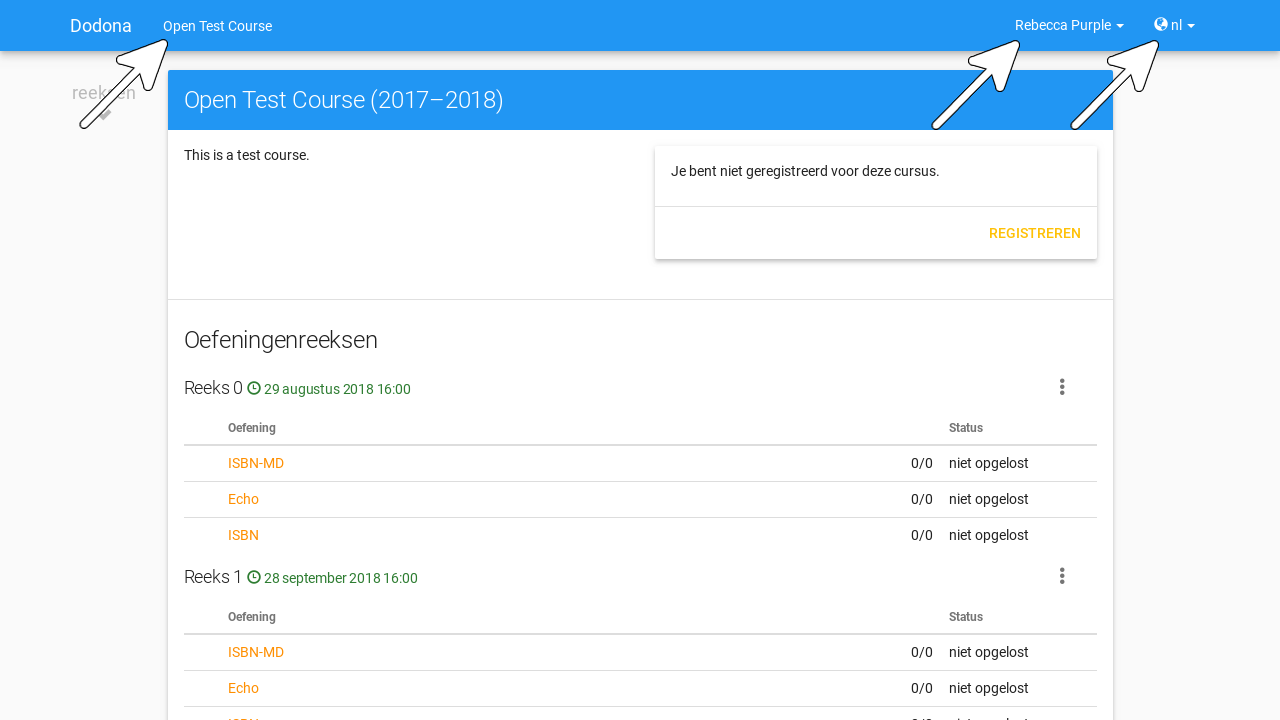 Dodona Open Test Course Rebecca Purple nl
reeksen
Open Test Course (2017–2018)
This is a test course.
Je bent niet geregistreerd voor deze cursus.
REGISTREREN
Oefeningenreeksen
Reeks 0 29 augustus 2018 16:00
Oefening Status
ISBN-MD 0/0 niet opgelost
Echo 0/0 niet opgelost
ISBN 0/0 niet opgelost
Reeks 1 28 september 2018 16:00
Oefening Status
ISBN-MD 0/0 niet opgelost
Echo 0/0 niet opgelost